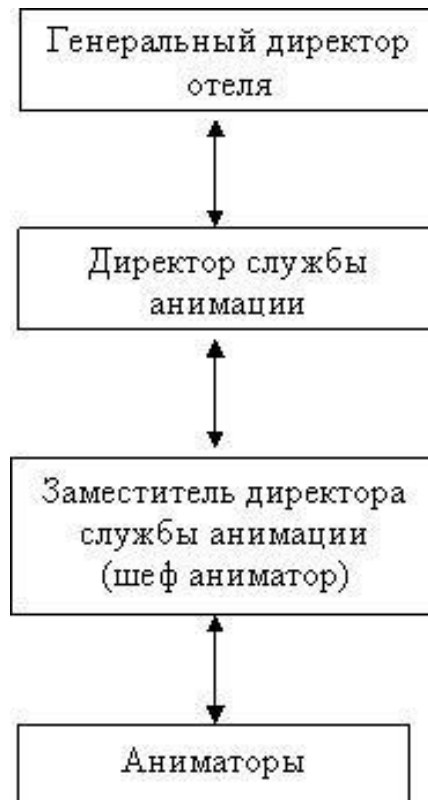 Генеральный директор
отеля
Директор службы
анимации
Заместитель директора
службы анимации
(шеф аниматор)
Аниматоры